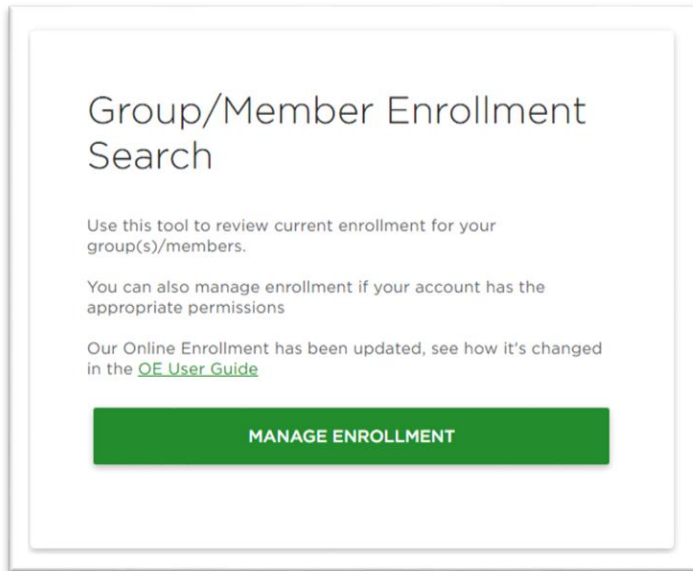 Group/Member Enrollment
Search
Use this tool to review current enrollment for your
group(s)/members.
You can also manage enrollment if your account has the
appropriate permissions
Our Online Enrollment has been updated, see how it's changed
in the OE User Guide
MANAGE ENROLLMENT